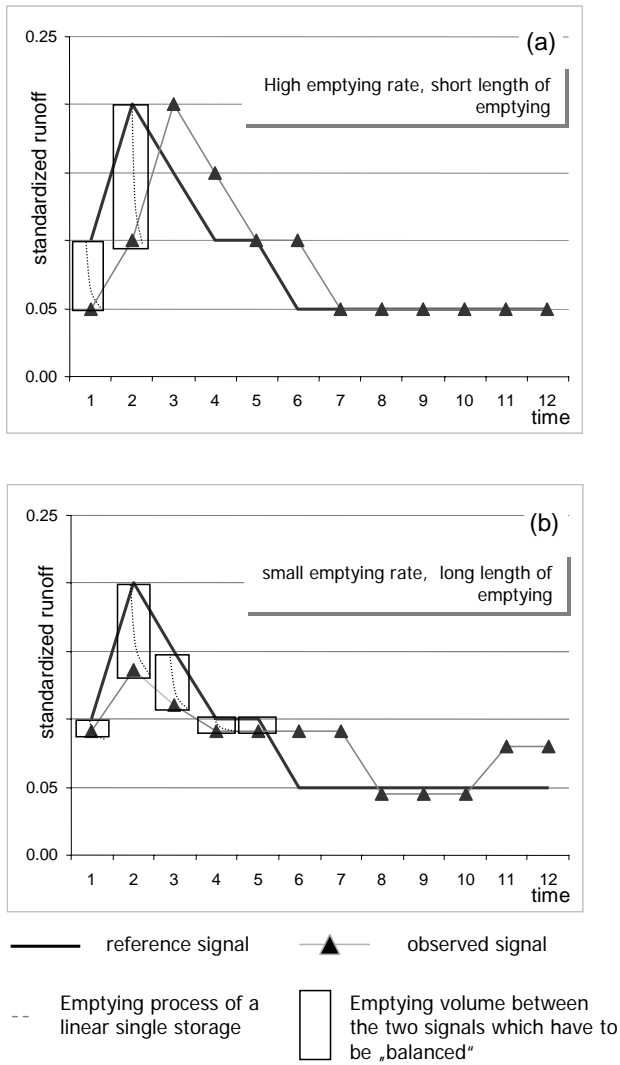 (a)
High emptying rate, short length of
emptying
standardized runoff
0.25
0.05
0.00
1 2 3 4 5 6 7 8 9 10 11 12
time
(b)
small emptying rate, long length of
emptying
standardized runoff
0.25
0.05
0.00
1 2 3 4 5 6 7 8 9 10 11 12
time
reference signal
observed signal
Emptying process of a
linear single storage
Emptying volume between
the two signals which have to
be „balanced“